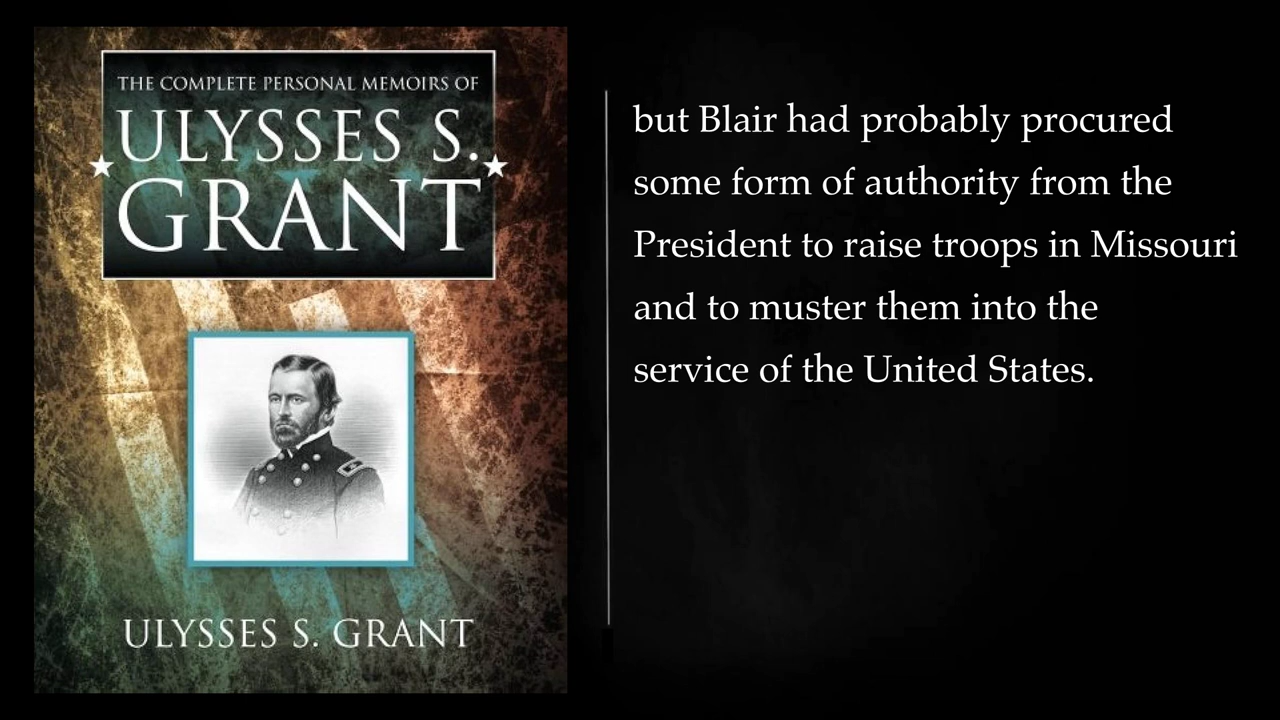 THE COMPLETE PERSONAL MEMOIRS OF
ULYSSES S.
GRANT
ULYSSES S. GRANT
but Blair had probably procured
some form of authority from the
President to raise troops in Missouri
and to muster them into the
service of the United States.